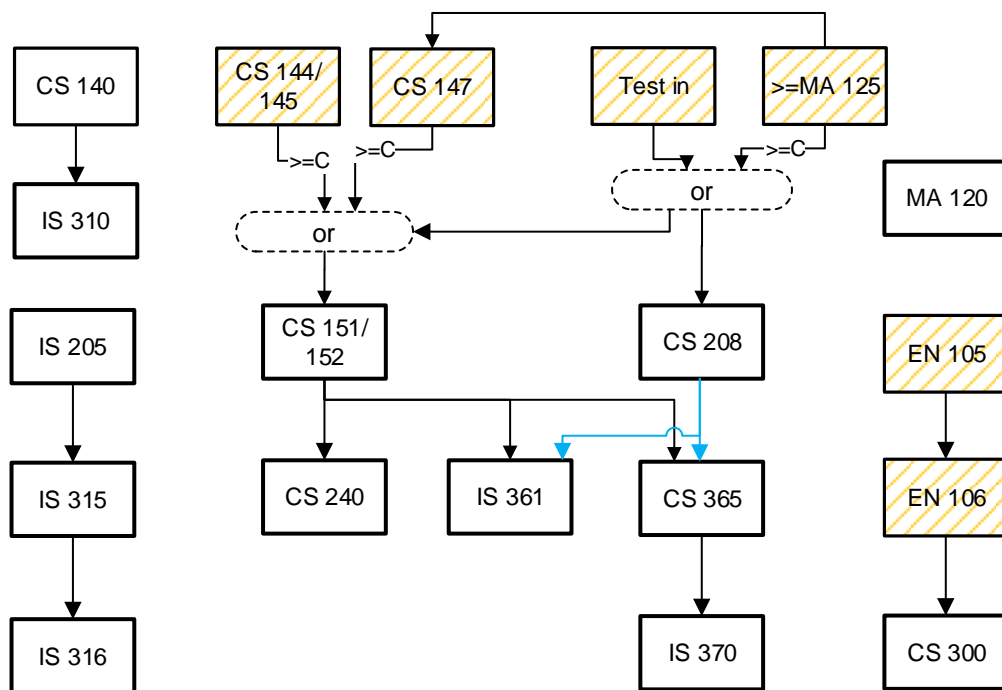 CS 140
CS 144/
145
CS 147
Test in
>=MA 125
>=C
>=C
>=C
IS 310
or
or
MA 120
IS 205
CS 151/
152
CS 208
EN 105
IS 315
CS 240
IS 361
CS 365
EN 106
IS 316
IS 370
CS 300